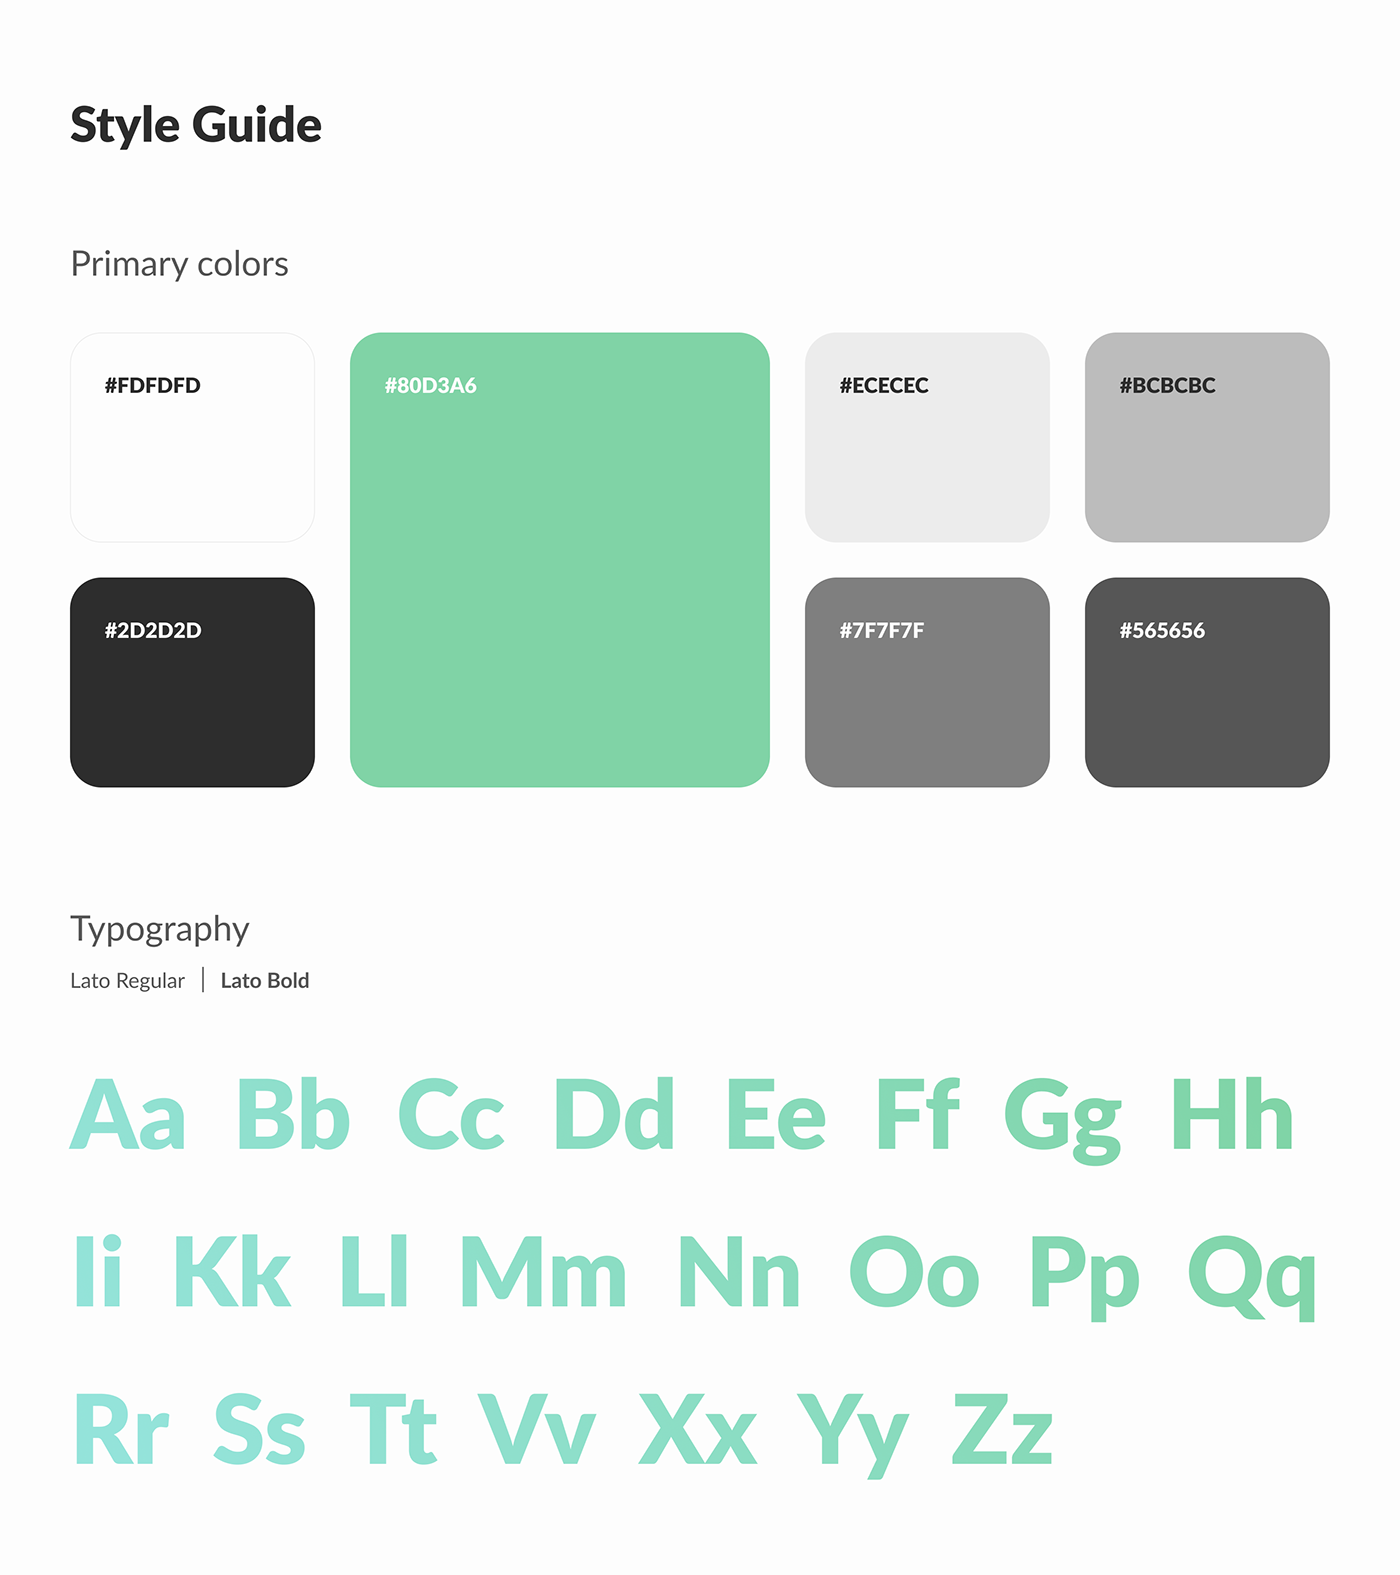 Style Guide
Primary colors
#FDFDFD
#80D3A6
#ECECEC
#BCBCBC
#2D2D2D
#7F7F7F
#565656
Typography
Lato Regular | Lato Bold
Aa Bb Cc Dd Ee Ff Gg Hh
Ii Kk Ll Mm Nn Oo Pp Qq
Rr Ss Tt Vv Xx Yy Zz